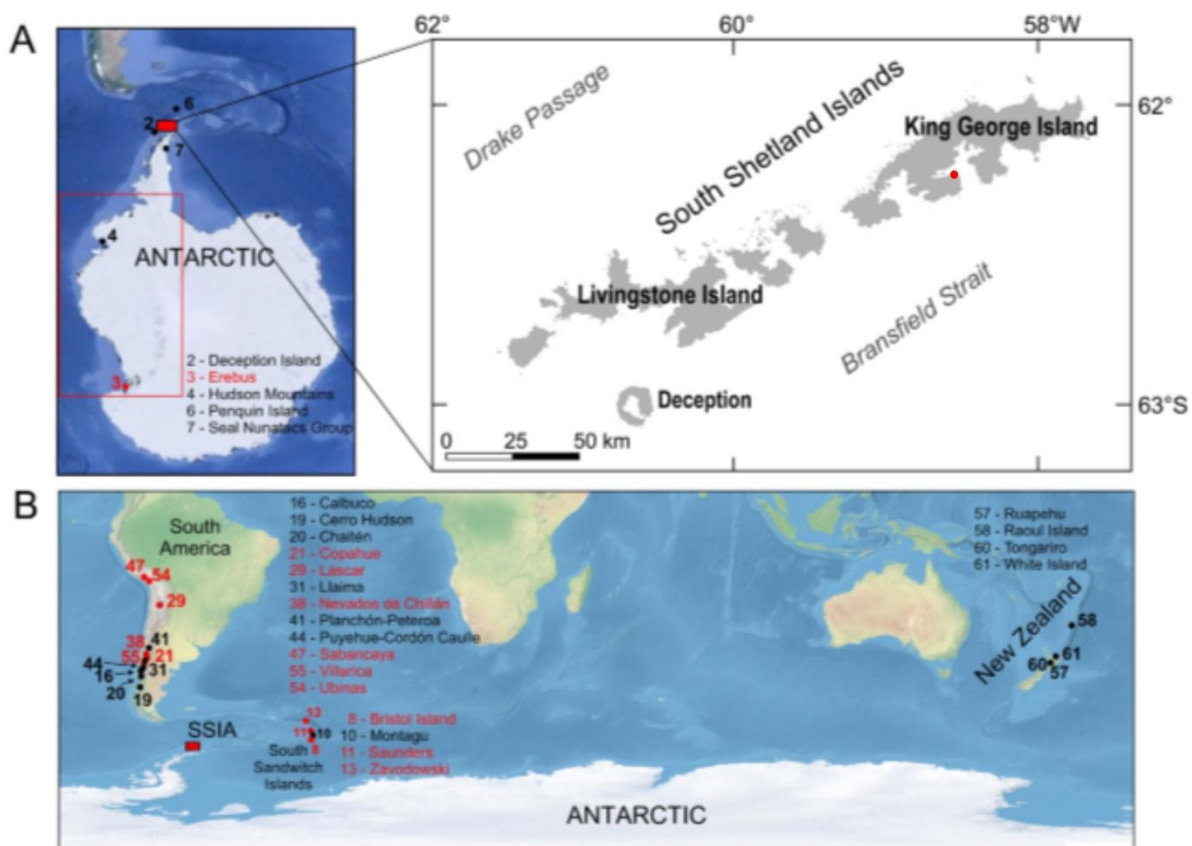 A
62°
60°
58°W
6
2
7
4
ANTARCTIC
3
2 - Deception Island
3 - Erebus
4 - Hudson Mountains
6 - Penquin Island
7 - Seal Nunatacs Group
Drake Passage
South Shetland Islands
King George Island
62°
Livingstone Island
Bransfield Strait
Deception
63°S
0 25 50 km
B
South
America
47
54
29
38
41
55
21
44
16
31
20
19
16 - Calbuco
19 - Cerro Hudson
20 - Chaitén
21 - Copahue
29 - Láscar
31 - Llaima
38 - Nevados de Chillán
41 - Planchón-Peteroa
44 - Puyehue-Cordón Caulle
47 - Sabancaya
55 - Villarica
54 - Ubinas
57 - Ruapehu
58 - Raoul Island
60 - Tongariro
61 - White Island
New Zealand
58
61
60
57
SSIA
13
11
10
8
South
Sandwitch
Islands
8 - Bristol Island
10 - Montagu
11 - Saunders
13 - Zavodowski
ANTARCTIC